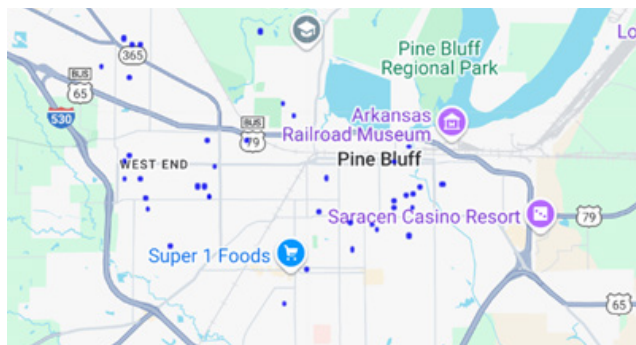 365
BUS
65
530
BUS
79
Pine Bluff
Regional Park
Lo
Arkansas
Railroad Museum
WEST END
Pine Bluff
Saracen Casino Resort
79
Super 1 Foods
65